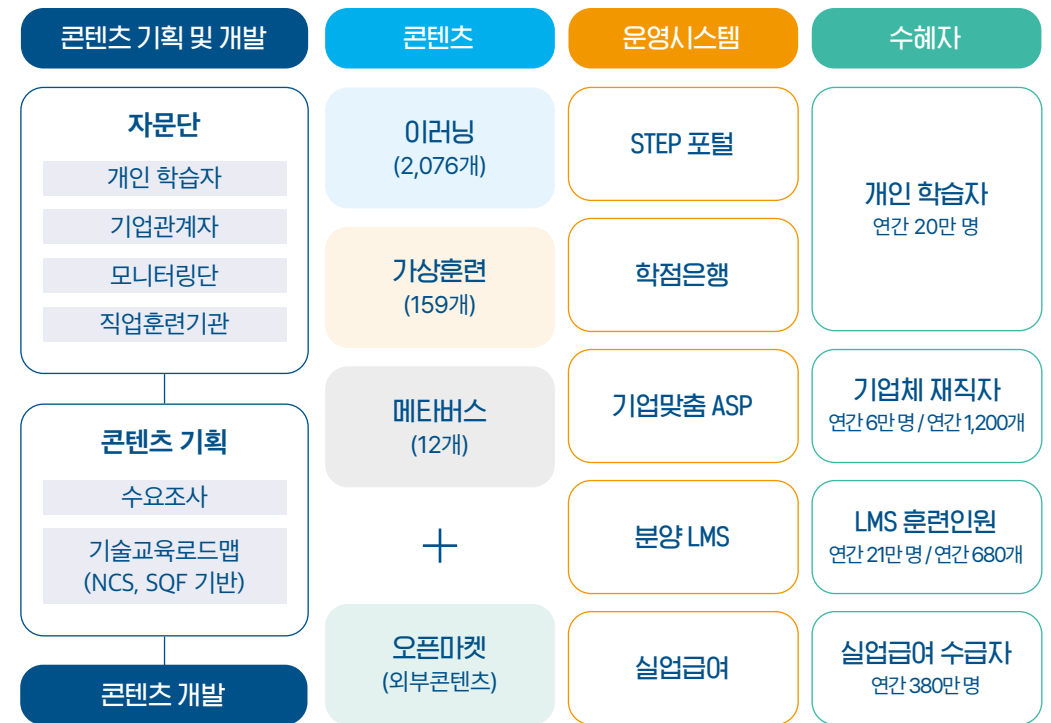 콘텐츠 기획 및 개발
자문단
개인 학습자
기업관계자
모니터링단
직업훈련기관
콘텐츠 기획
수요조사
기술교육로드맵
(NCS, SQF 기반)
콘텐츠 개발
콘텐츠
이러닝
(2,076개)
가상훈련
(159개)
메타버스
(12개)
+
오픈마켓
(외부콘텐츠)
운영시스템
STEP 포털
학점은행
기업맞춤 ASP
분양 LMS
실업급여
수혜자
개인 학습자
연간 20만 명
기업체 재직자
연간 6만 명 / 연간 1,200개
LMS 훈련인원
연간 21만 명 / 연간 680개
실업급여 수급자
연간 380만 명